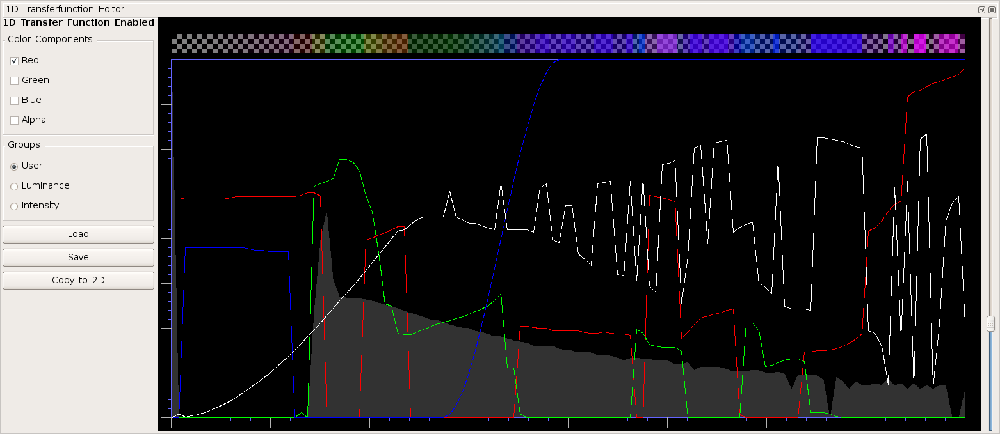 1D Transferfunction Editor
1D Transfer Function Enabled
Color Components
Red
Green
Blue
Alpha
Groups
User
Luminance
Intensity
Load
Save
Copy to 2D